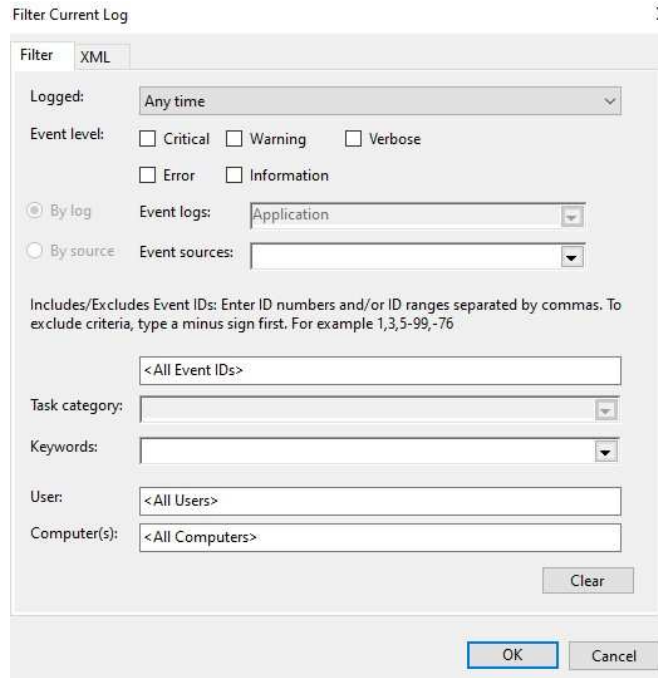 Filter Current Log
Filter XML
Logged: Any time
Event level: Critical Warning Verbose
Error Information
By log Event logs: Application
By source Event sources:
Includes/Excludes Event IDs: Enter ID numbers and/or ID ranges separated by commas. To
exclude criteria, type a minus sign first. For example 1,3,5-99,-76
<All Event IDs>
Task category:
Keywords:
User: <All Users>
Computer(s): <All Computers>
Clear
OK Cancel